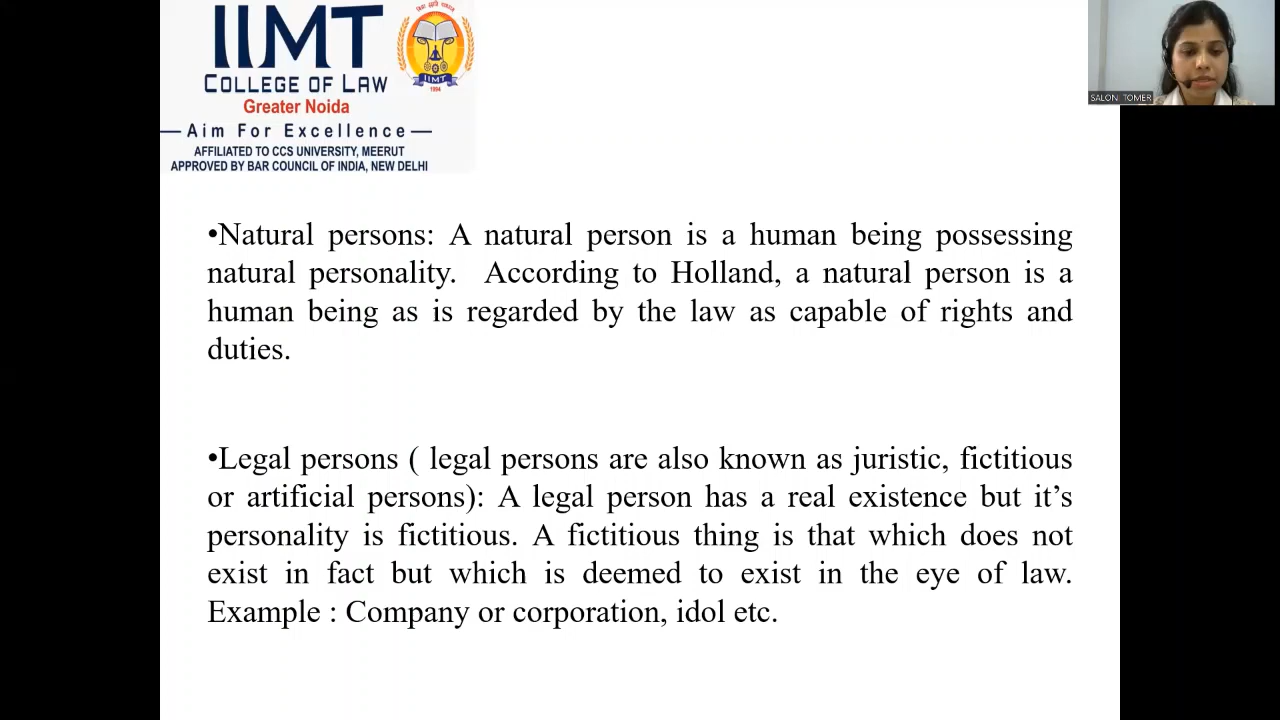 IIMT
COLLEGE OF LAW
Greater Noida
—Aim For Excellence—
AFFILIATED TO CCS UNIVERSITY, MEERUT
APPROVED BY BAR COUNCIL OF INDIA, NEW DELHI
IIMT
1994
SALONI TOMER
•Natural persons: A natural person is a human being possessing
natural personality. According to Holland, a natural person is a
human being as is regarded by the law as capable of rights and
duties.
•Legal persons ( legal persons are also known as juristic, fictitious
or artificial persons): A legal person has a real existence but it’s
personality is fictitious. A fictitious thing is that which does not
exist in fact but which is deemed to exist in the eye of law.
Example : Company or corporation, idol etc.